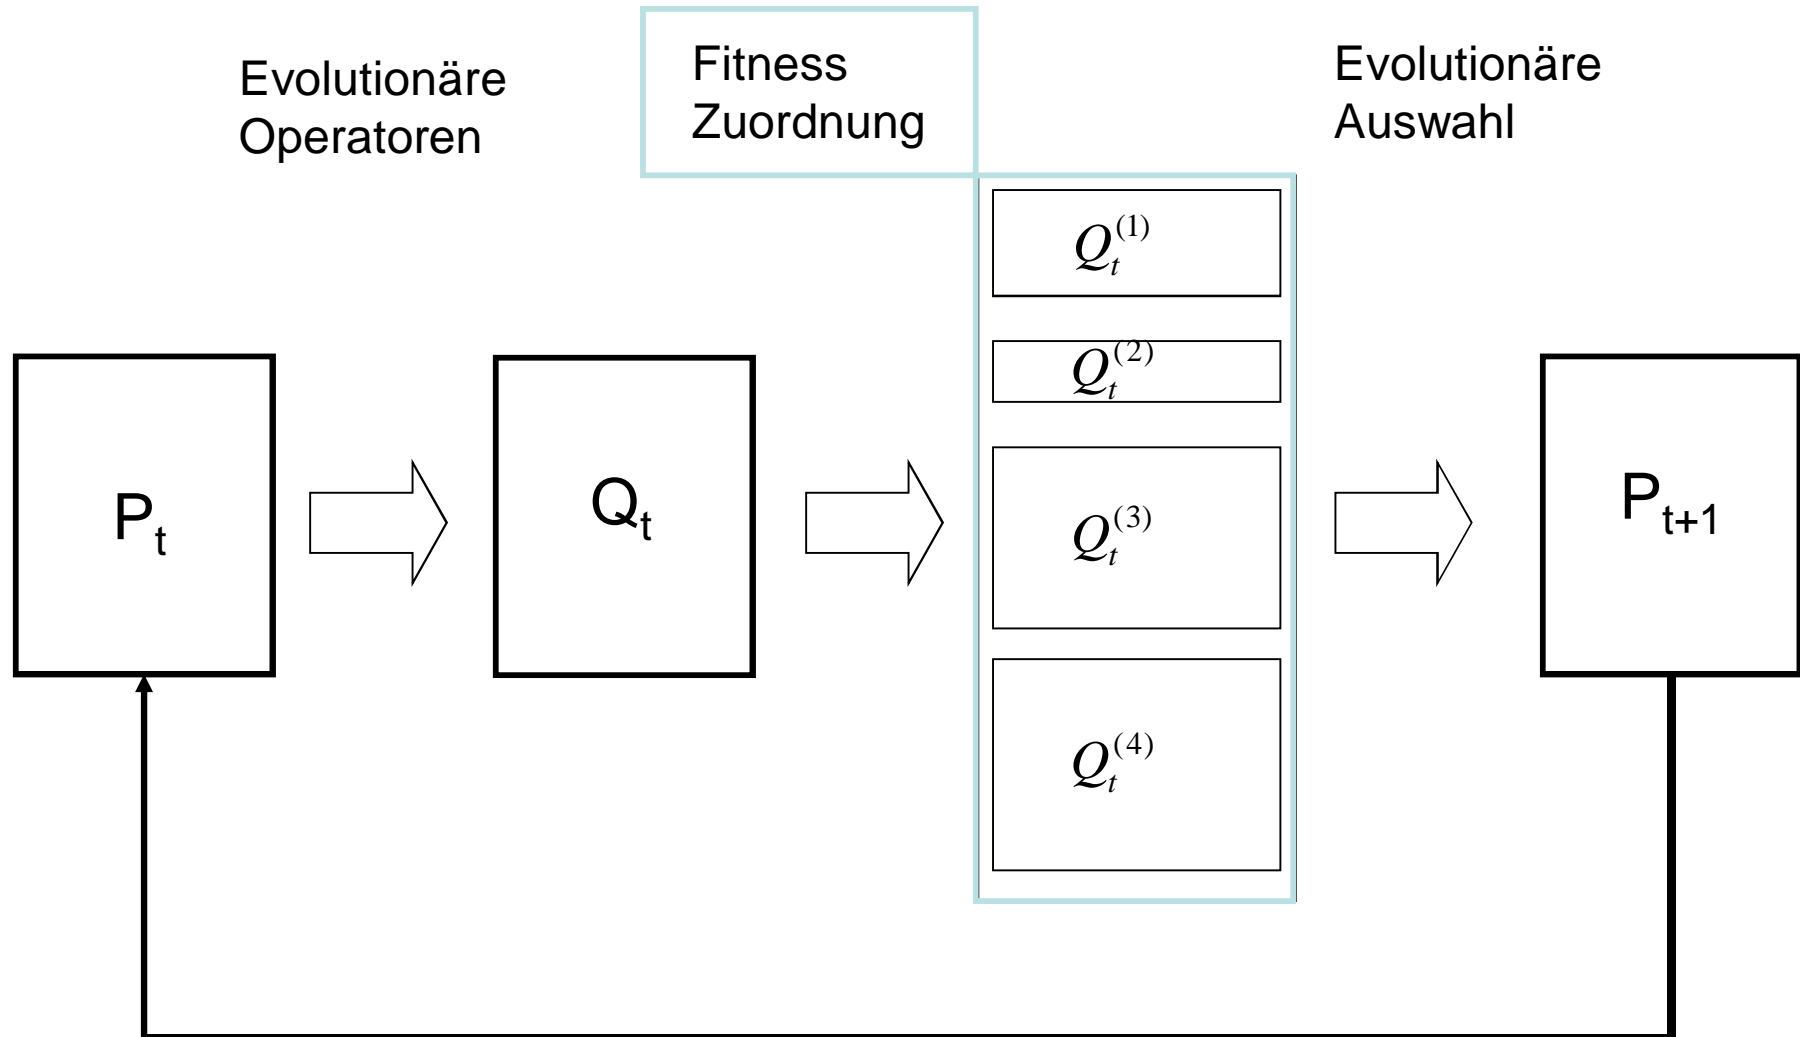 Evolutionäre
Operatoren
Fitness
Zuordnung
Evolutionäre
Auswahl
Q_t^(1)
Q_t^(2)
P_t
Q_t
Q_t^(3)
P_t+1
Q_t^(4)